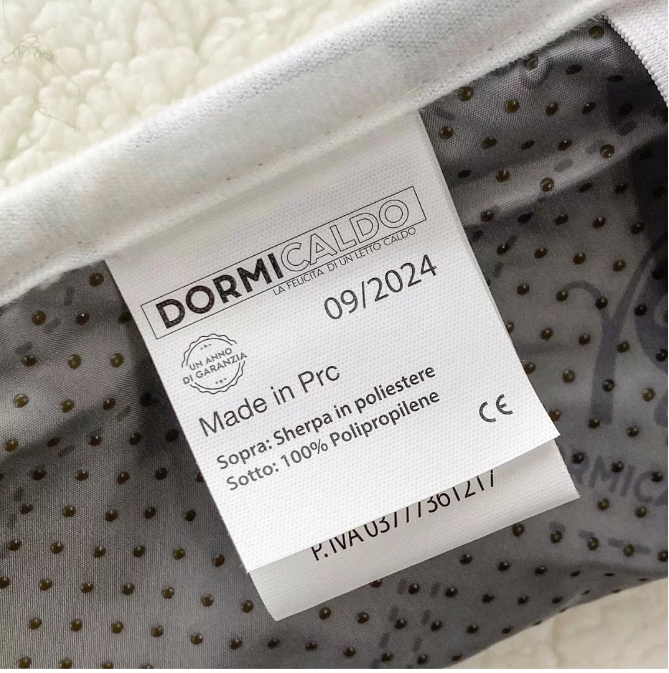 DORMICALDO
LA FELICITA DI UN LETTO CALDO
09/2024
UN ANNO
DI GARANZIA
Made in Prc
Sopra: Sherpa in poliestere
Sotto: 100% Polipropilene
CE
P. IVA 03777361217